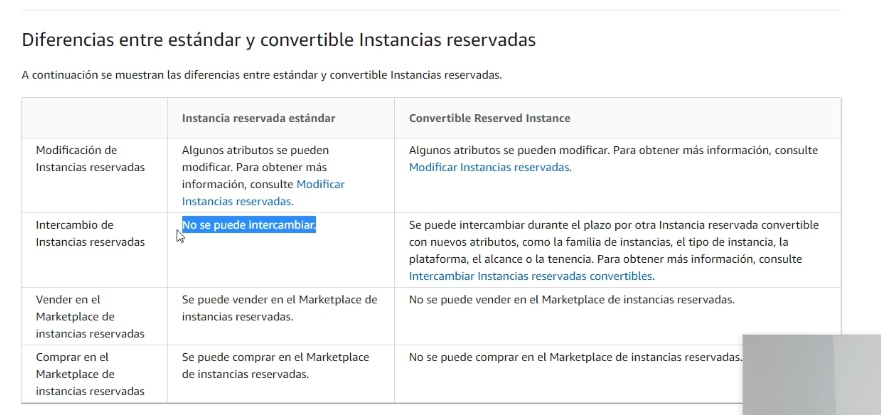 Diferencias entre estándar y convertible Instancias reservadas
A continuación se muestran las diferencias entre estándar y convertible Instancias reservadas.
Instancia reservada estándar
Convertible Reserved Instance
Modificación de
Instancias reservadas
Algunos atributos se pueden
modificar. Para obtener más
información, consulte Modificar
Instancias reservadas.
Algunos atributos se pueden modificar. Para obtener más información, consulte
Modificar Instancias reservadas.
Intercambio de
Instancias reservadas
No se puede intercambiar.
Se puede intercambiar durante el plazo por otra Instancia reservada convertible
con nuevos atributos, como la familia de instancias, el tipo de instancia, la
plataforma, el alcance o la tenencia. Para obtener más información, consulte
Intercambiar Instancias reservadas convertibles.
Vender en el
Marketplace de
instancias reservadas
Se puede vender en el Marketplace de
instancias reservadas.
No se puede vender en el Marketplace de instancias reservadas.
Comprar en el
Marketplace de
instancias reservadas
Se puede comprar en el Marketplace
de instancias reservadas.
No se puede comprar en el Marketplace de instancias reservadas.